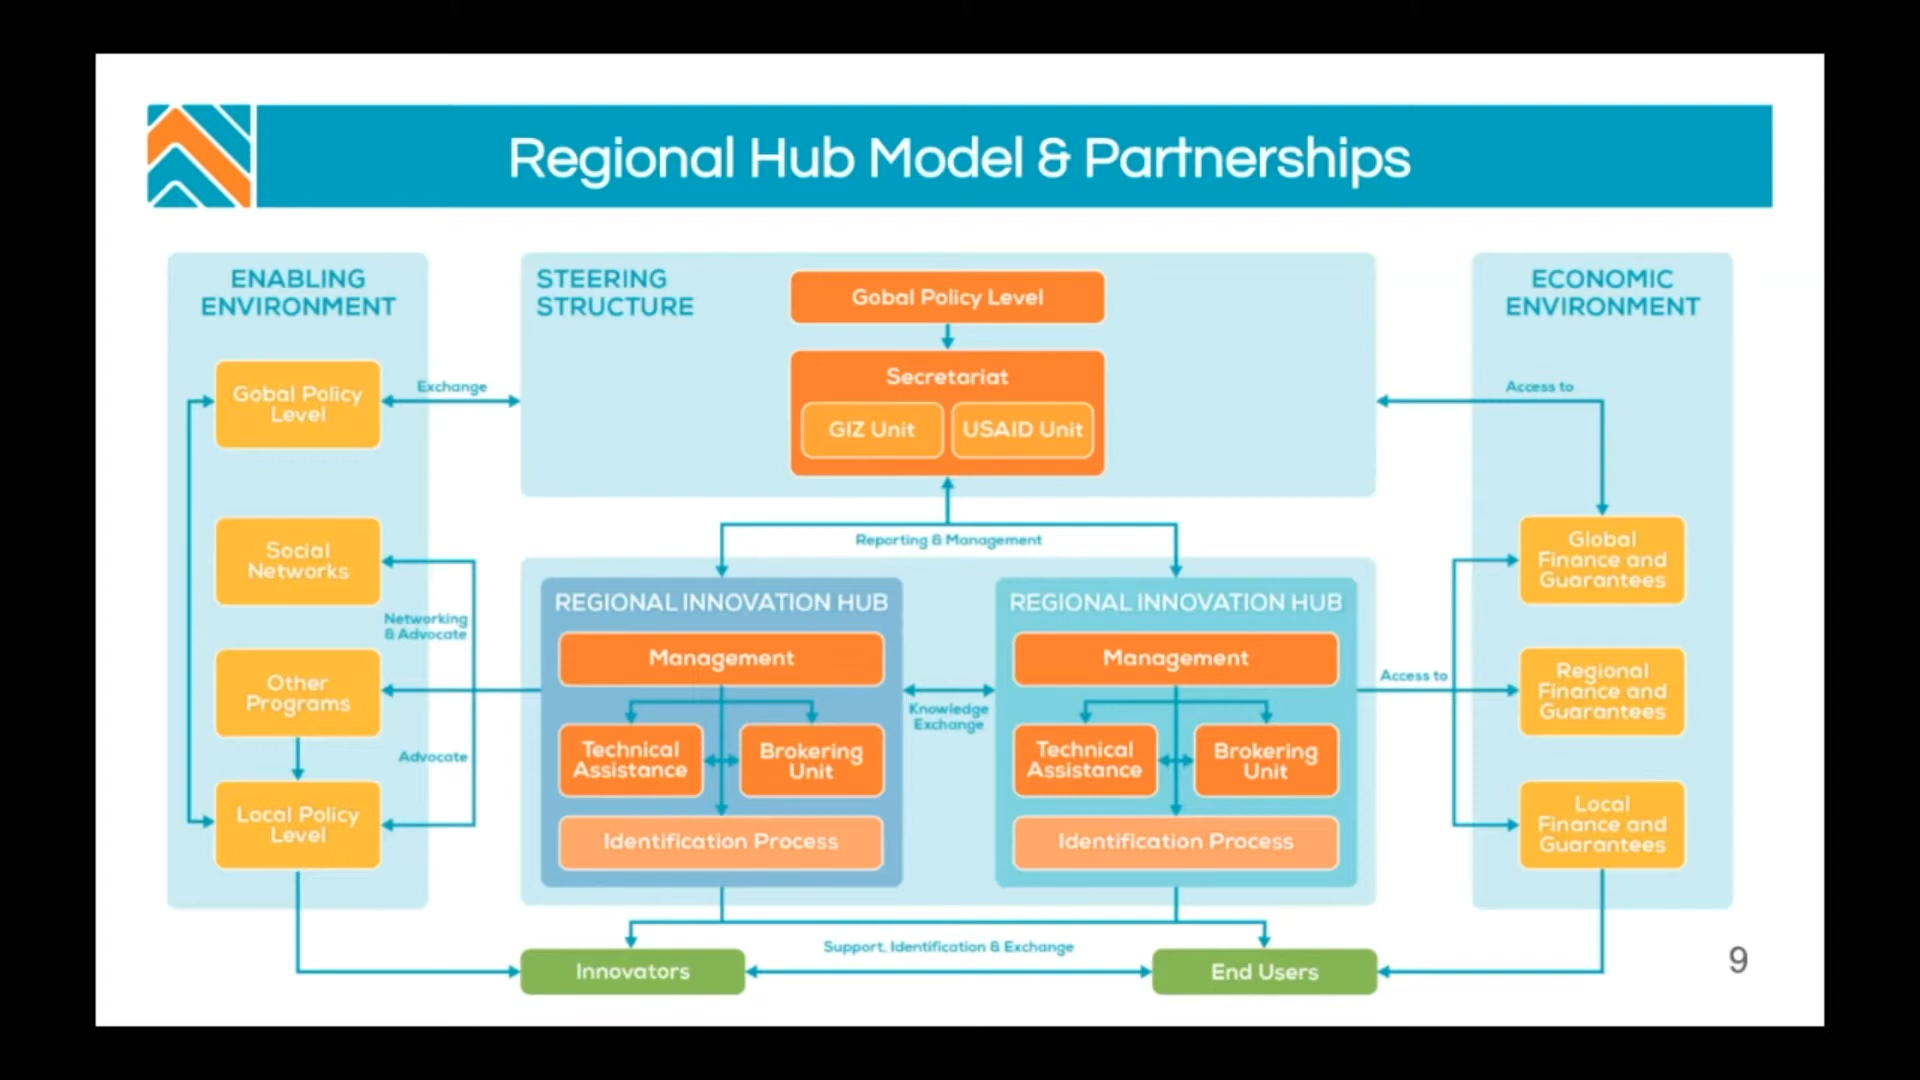 Regional Hub Model & Partnerships
ENABLING
ENVIRONMENT
Gobal Policy
Level
Social
Networks
Other
Programs
Local Policy
Level
Exchange
Networking
& Advocate
Advocate
STEERING
STRUCTURE
Gobal Policy Level
Secretariat
GIZ Unit
USAID Unit
Reporting & Management
REGIONAL INNOVATION HUB
Management
Technical
Assistance
Brokering
Unit
Identification Process
Knowledge
Exchange
REGIONAL INNOVATION HUB
Management
Technical
Assistance
Brokering
Unit
Identification Process
Access to
Access to
ECONOMIC
ENVIRONMENT
Global
Finance and
Guarantees
Regional
Finance and
Guarantees
Local
Finance and
Guarantees
Innovators
Support, Identification & Exchange
End Users
9